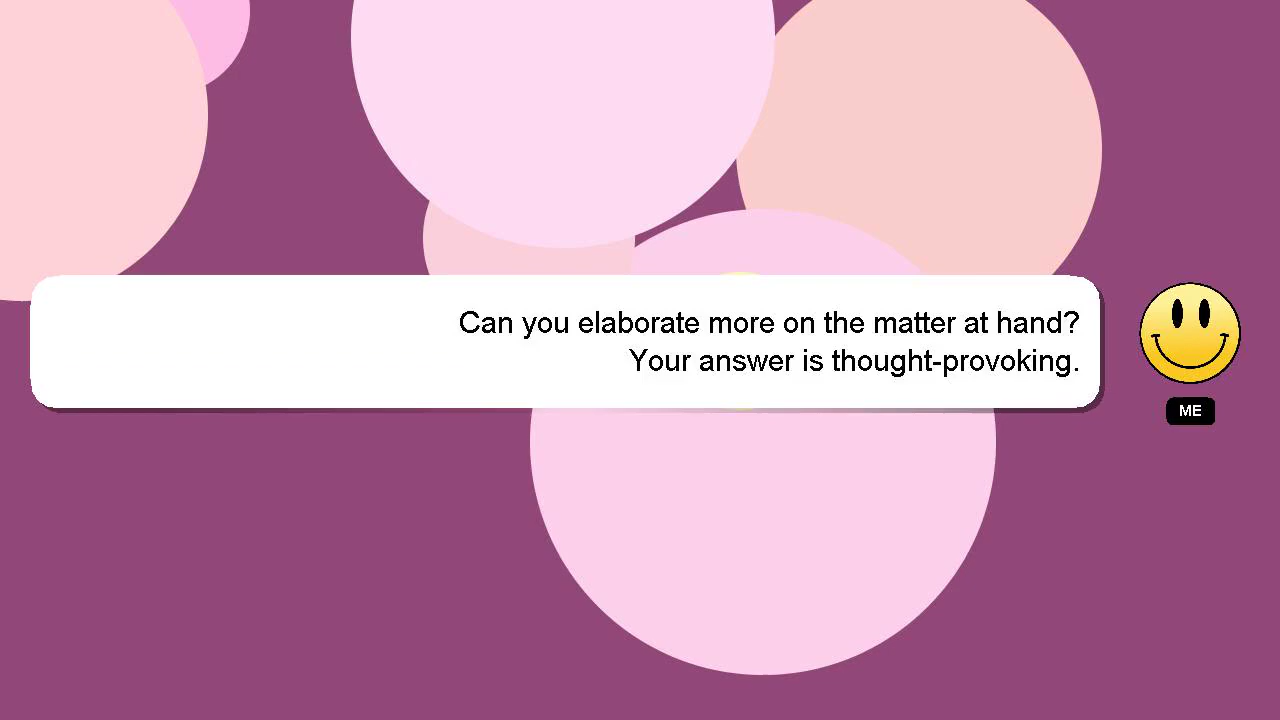 Can you elaborate more on the matter at hand?
Your answer is thought-provoking.
ME